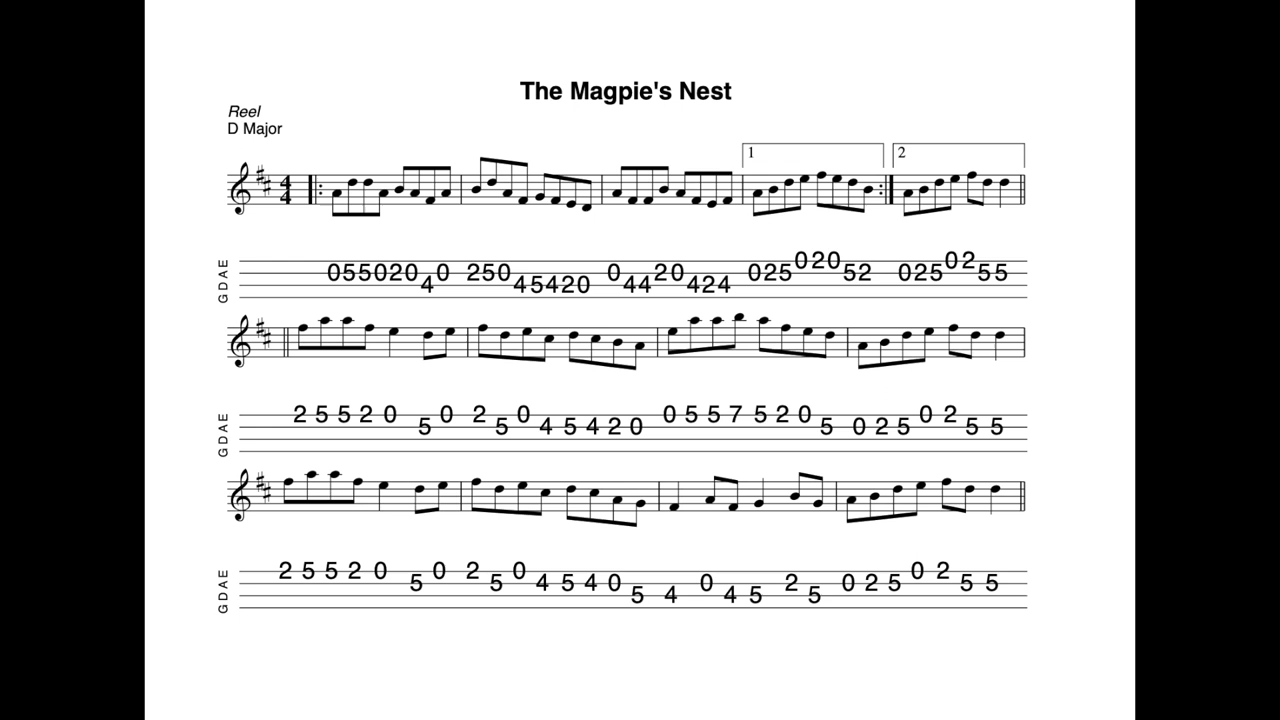 The Magpie's Nest
Reel
D Major
1 2
4
4
G D A E 0 5 5 0 2 0 4 0 2 5 0 4 5 4 2 0 0 4 4 2 0 4 2 4 0 2 5 0 2 0 5 2 0 2 5 0 2 5 5
G D A E 2 5 5 2 0 5 0 2 5 0 4 5 4 2 0 0 5 5 7 5 2 0 5 0 2 5 0 2 5 5
G D A E 2 5 5 2 0 5 0 2 5 0 4 5 4 0 5 4 0 4 5 2 5 0 2 5 0 2 5 5